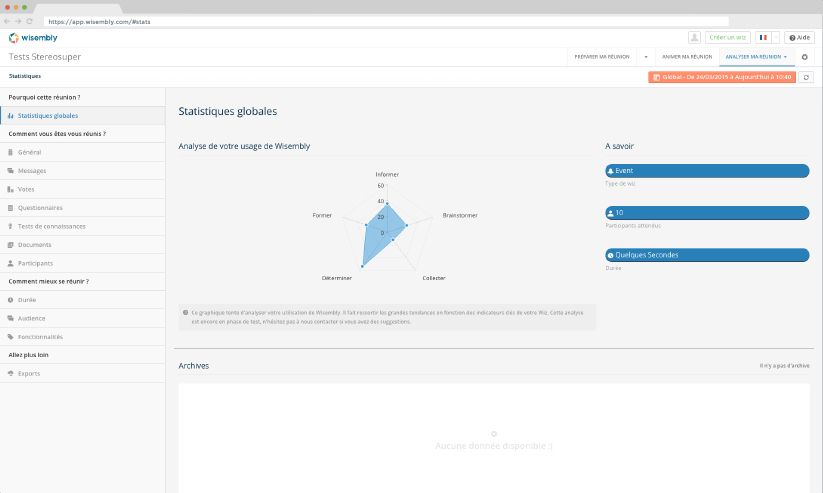 https://app.wisembly.com/#stats
wisembly
Créer un wiz
Aide
Tests Stereosuper
PRÉPARER MA RÉUNION
ANIMER MA RÉUNION
ANALYSER MA RÉUNION
Statistiques
Global - De 24/03/2015 à Aujourd'hui à 10:40
Pourquoi cette réunion ?
Statistiques globales
Comment vous êtes vous réunis ?
Général
Messages
Votes
Questionnaires
Tests de connaissances
Documents
Participants
Comment mieux se réunir ?
Durée
Audience
Fonctionnalités
Allez plus loin
Exports
Statistiques globales
Analyse de votre usage de Wisembly
Informer
60
40
20
0
Former
Brainstormer
Déterminer
Collecter
Ce graphique tente d'analyser votre utilisation de Wisembly. Il fait ressortir les grandes tendances en fonction des indicateurs clés de votre Wiz. Cette analyse
est encore en phase de test, n'hésitez pas à nous contacter si vous avez des suggestions.
A savoir
Event
Type de wiz
10
Participants attendus
Quelques Secondes
Durée
Archives
Il n'y a pas d'archive
Aucune donnée disponible :(